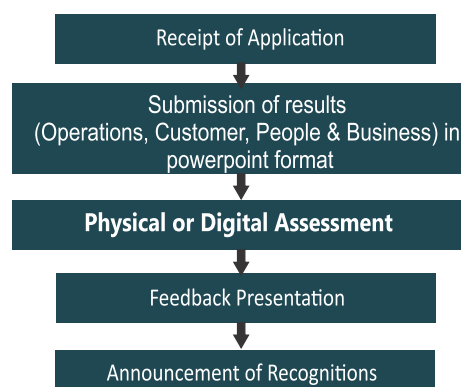 Receipt of Application
Submission of results
(Operations, Customer, People & Business) in
powerpoint format
Physical or Digital Assessment
Feedback Presentation
Announcement of Recognitions